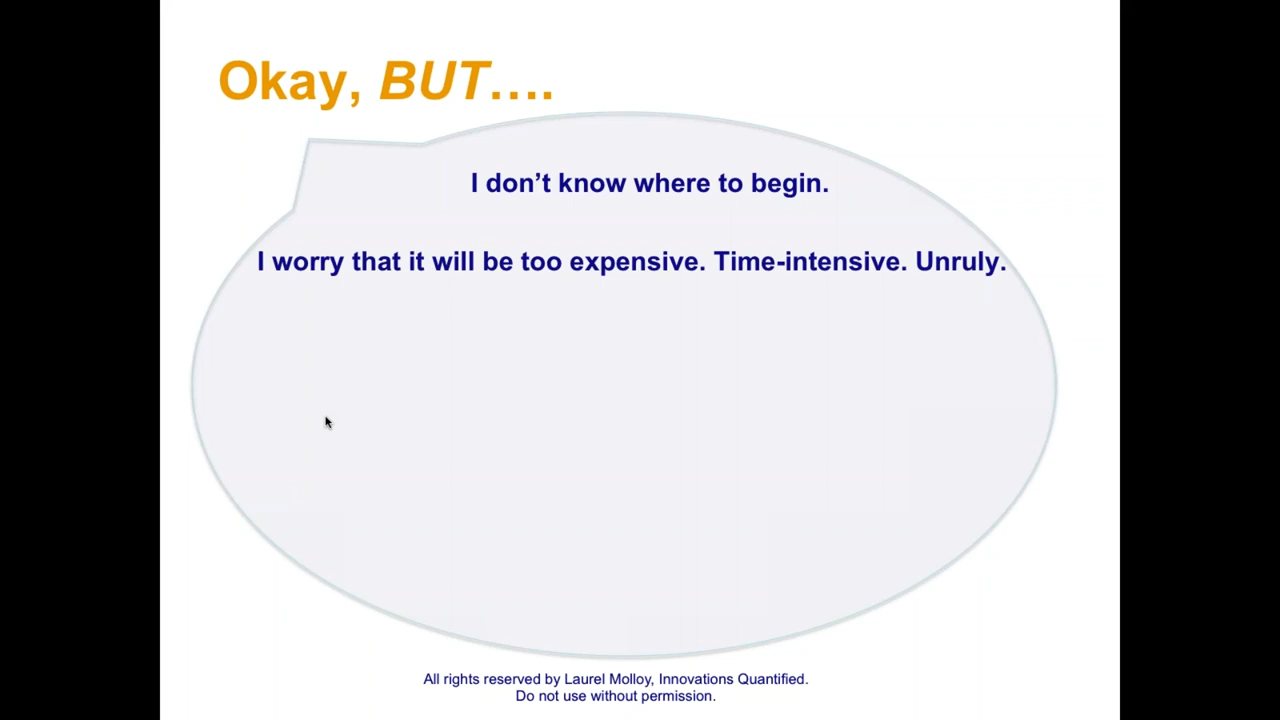 Okay, BUT….
I don’t know where to begin.
I worry that it will be too expensive. Time-intensive. Unruly.
All rights reserved by Laurel Molloy, Innovations Quantified.
Do not use without permission.